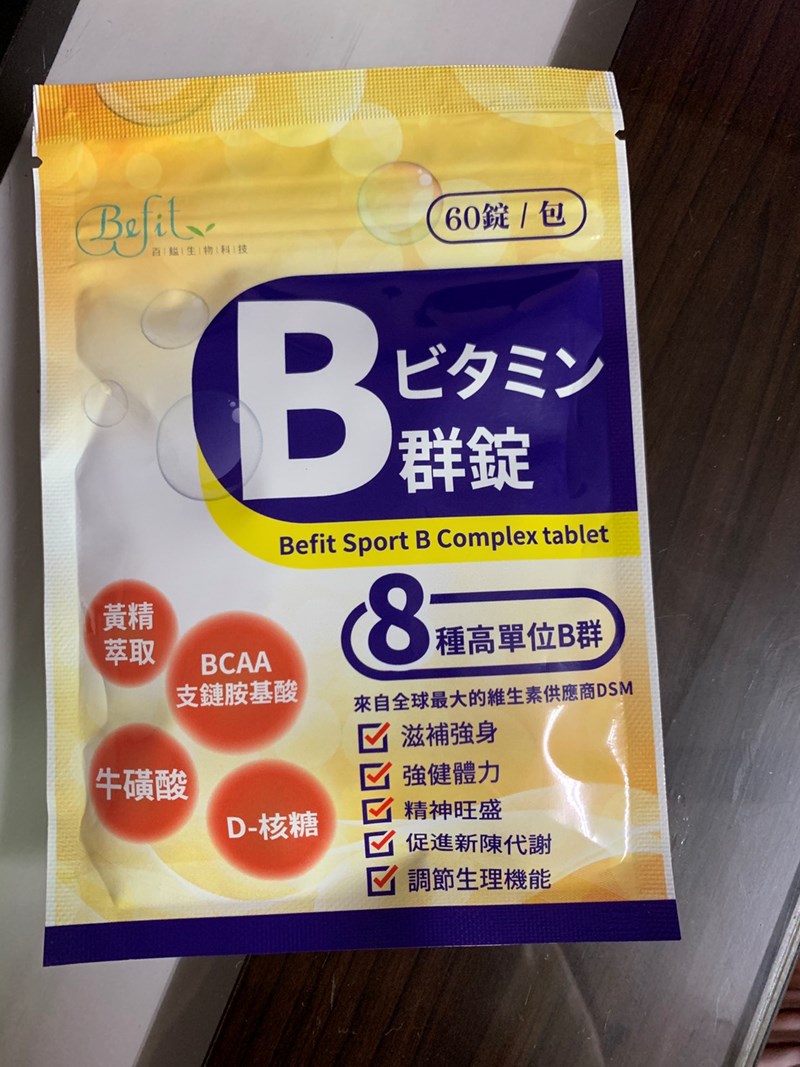 Befit
百|鎰|生|物|科|技
60錠 / 包
B ビタミン
群錠
Befit Sport B Complex tablet
8種高單位B群
來自全球最大的維生素供應商DSM
滋補強身
強健體力
精神旺盛
促進新陳代謝
調節生理機能
黃精
萃取
BCAA
支鏈胺基酸
牛磺酸
D-核糖